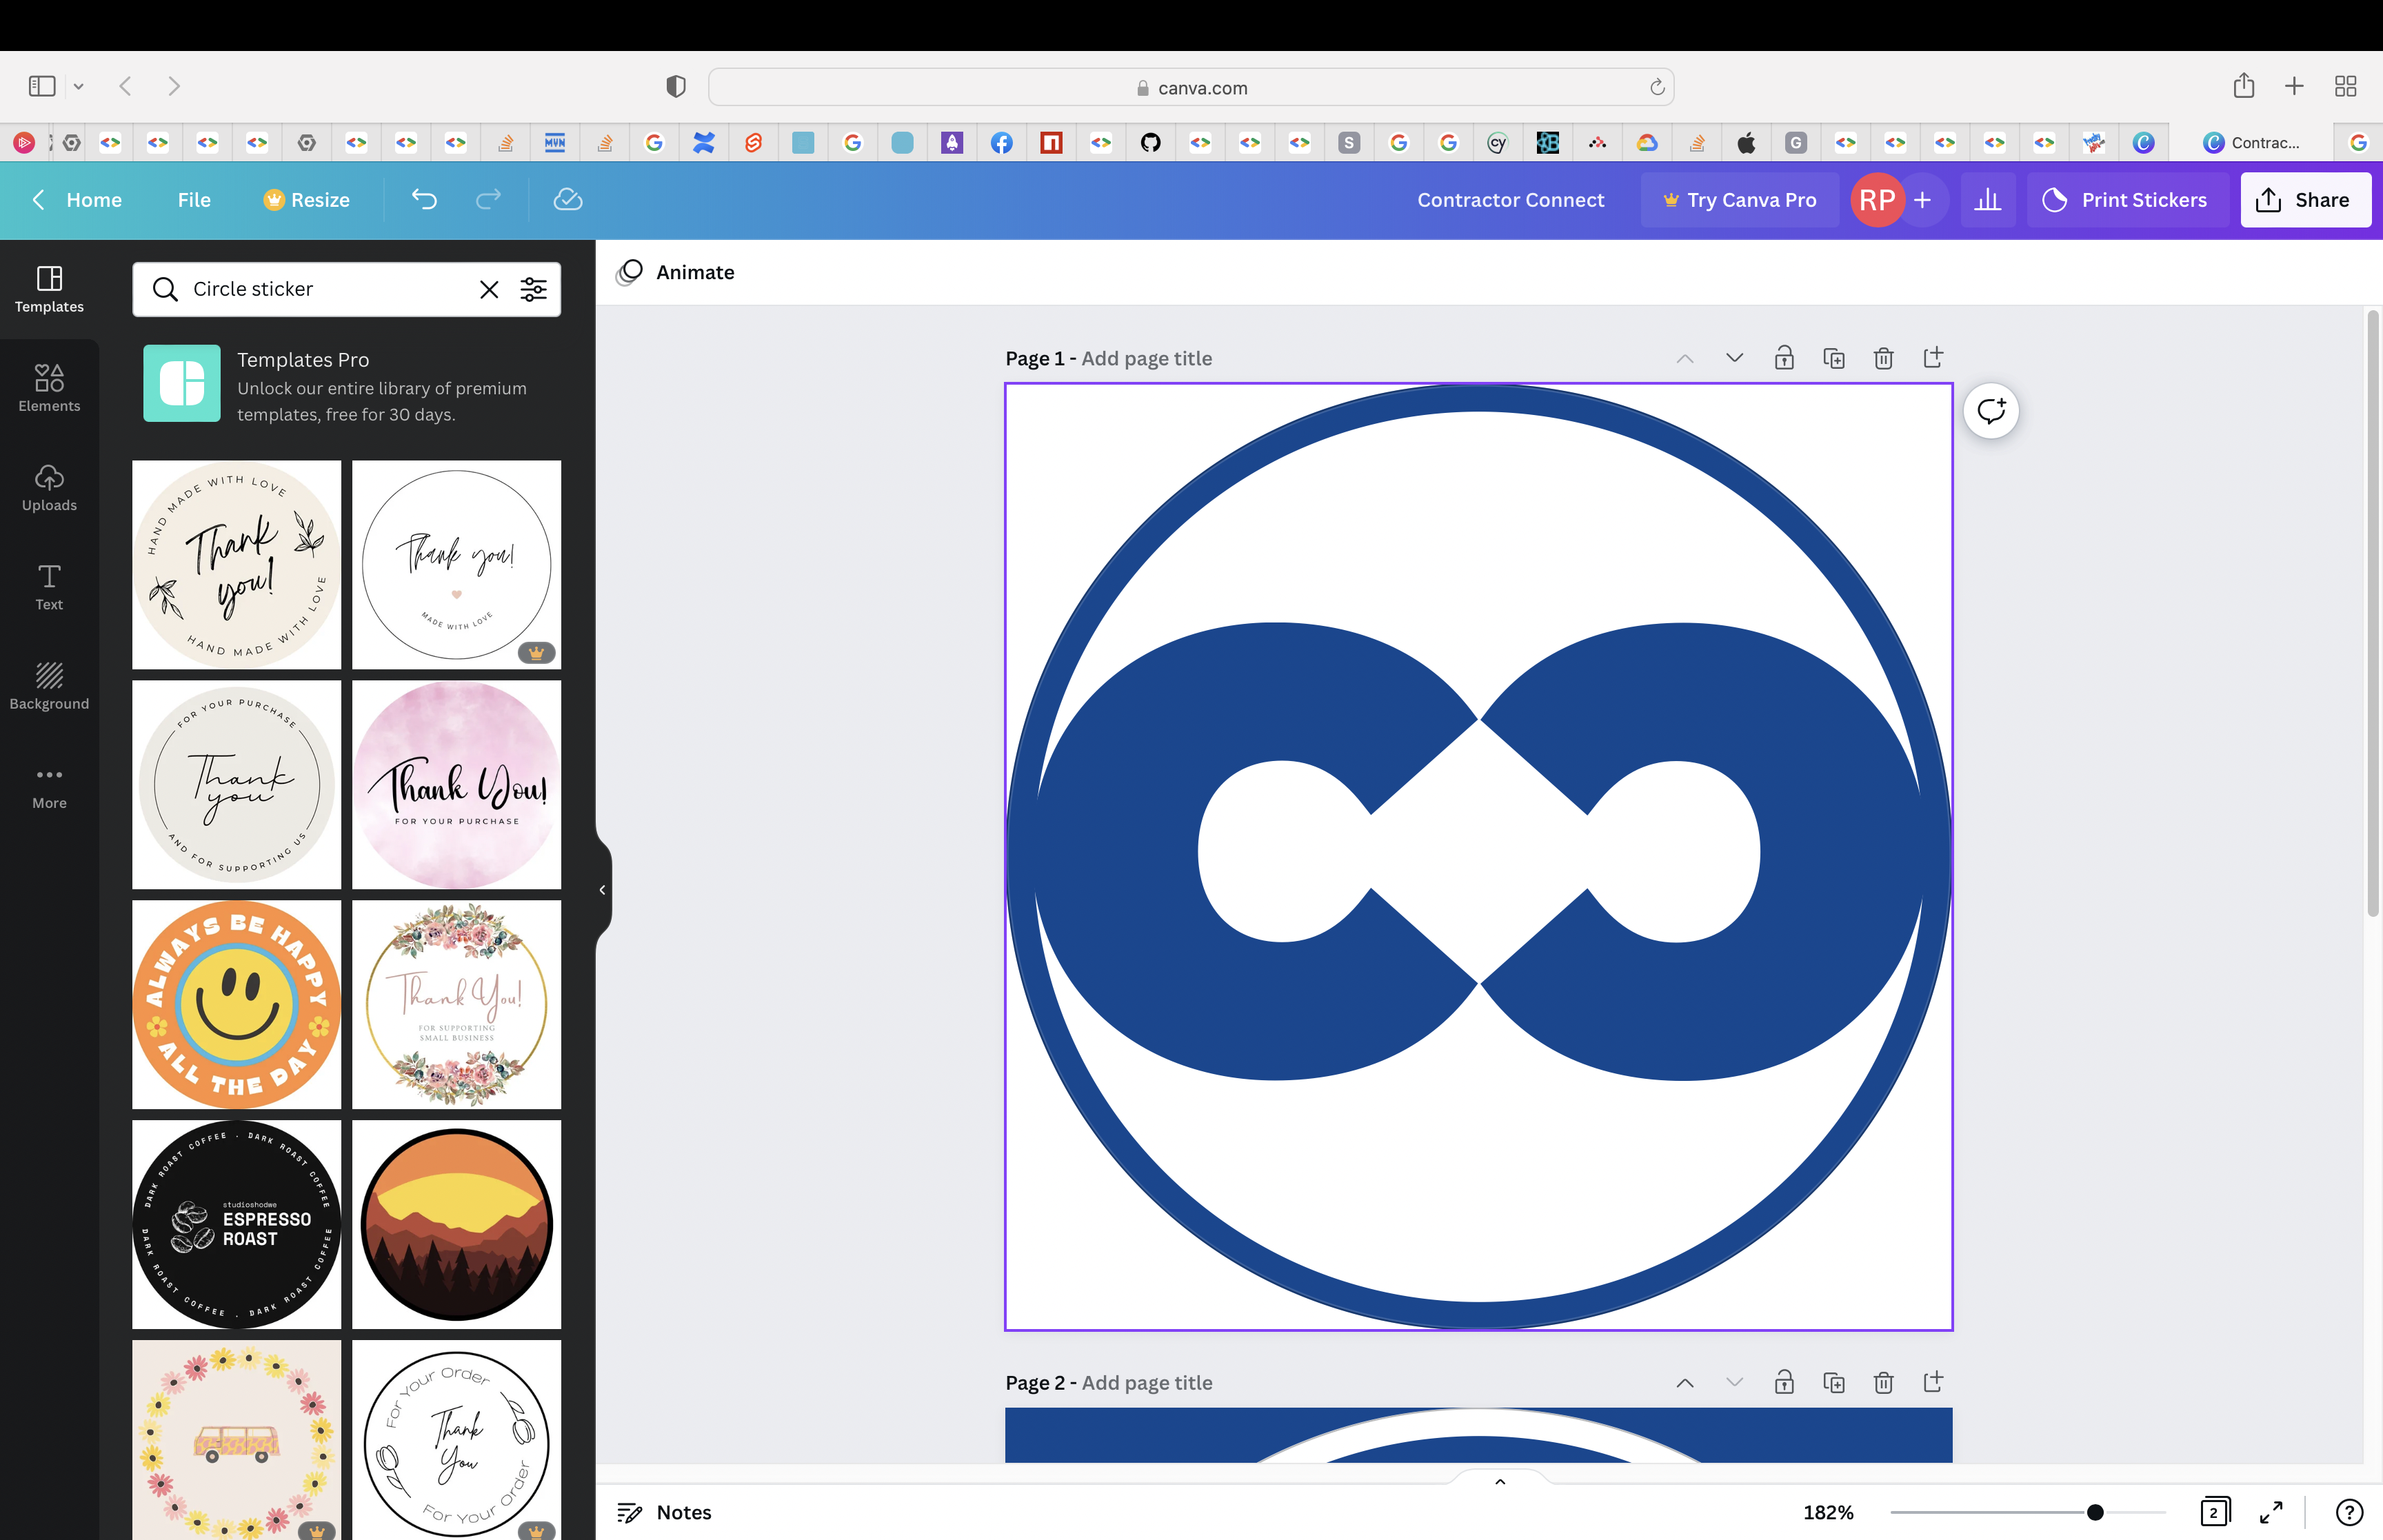 canva.com
MVN
S
cy
G
Contrac...
Home
File
Resize
Contractor Connect
Try Canva Pro
RP
Print Stickers
Share
Templates
Elements
Uploads
Text
Background
More
Circle sticker
Templates Pro
Unlock our entire library of premium
templates, free for 30 days.
HAND MADE WITH LOVE
Thank
you!
HAND MADE WITH LOVE
Thank you!
MADE WITH LOVE
FOR YOUR PURCHASE
Thank
you
AND FOR SUPPORTING US
Thank You!
FOR YOUR PURCHASE
ALWAYS BE HAPPY
ALL THE DAY
Thank You!
FOR SUPPORTING
SMALL BUSINESS
DARK ROAST COFFEE . DARK ROAST COFFEE
studioshodwe
ESPRESSO
ROAST
DARK ROAST COFFEE . DARK ROAST COFFEE
For Your Order
Thank
You
For Your Order
Animate
Page 1 - Add page title
Page 2 - Add page title
Notes
182%
2
?